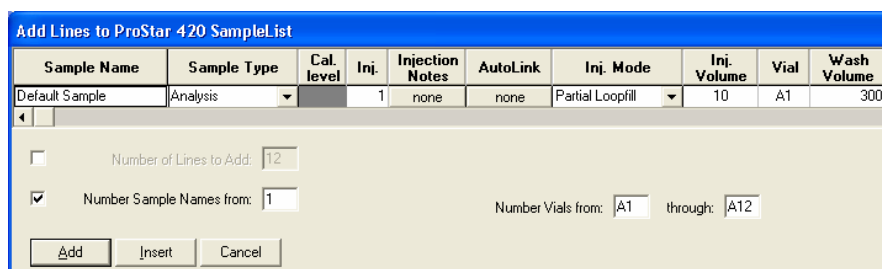 Add Lines to ProStar 420 SampleList
Sample Name Sample Type Cal. level Inj. Injection Notes AutoLink Inj. Mode Inj. Volume Vial Wash Volume
Default Sample Analysis 1 none none Partial Loopfill 10 A1 300
Number of Lines to Add: 12
Number Sample Names from: 1 Number Vials from: A1 through: A12
Add Insert Cancel